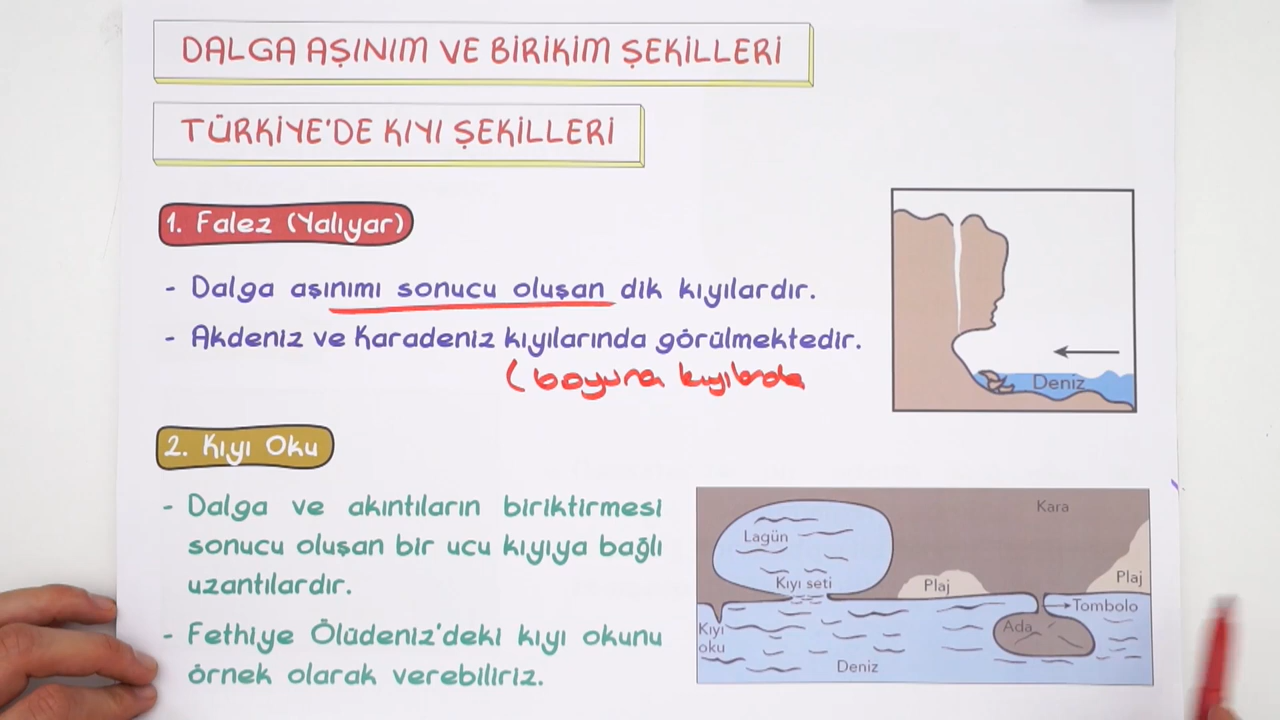 DALGA AŞINIM VE BİRİKİM ŞEKİLLERİ
TÜRKİYE'DE KIYI ŞEKİLLERİ
1. Falez (Yalıyar)
- Dalga aşınımı sonucu oluşan dik kıyılardır.
- Akdeniz ve Karadeniz kıyılarında görülmektedir.
(boyuna kıyılarda
Deniz
2. Kıyı Oku
- Dalga ve akıntıların biriktirmesi
sonucu oluşan bir ucu kıyıya bağlı
uzantılardır.
- Fethiye Ölüdeniz'deki kıyı okunu
örnek olarak verebiliriz.
Kara
Lagün
Kıyı seti
Plaj
Plaj
Tombolo
Kıyı
oku
Ada
Deniz